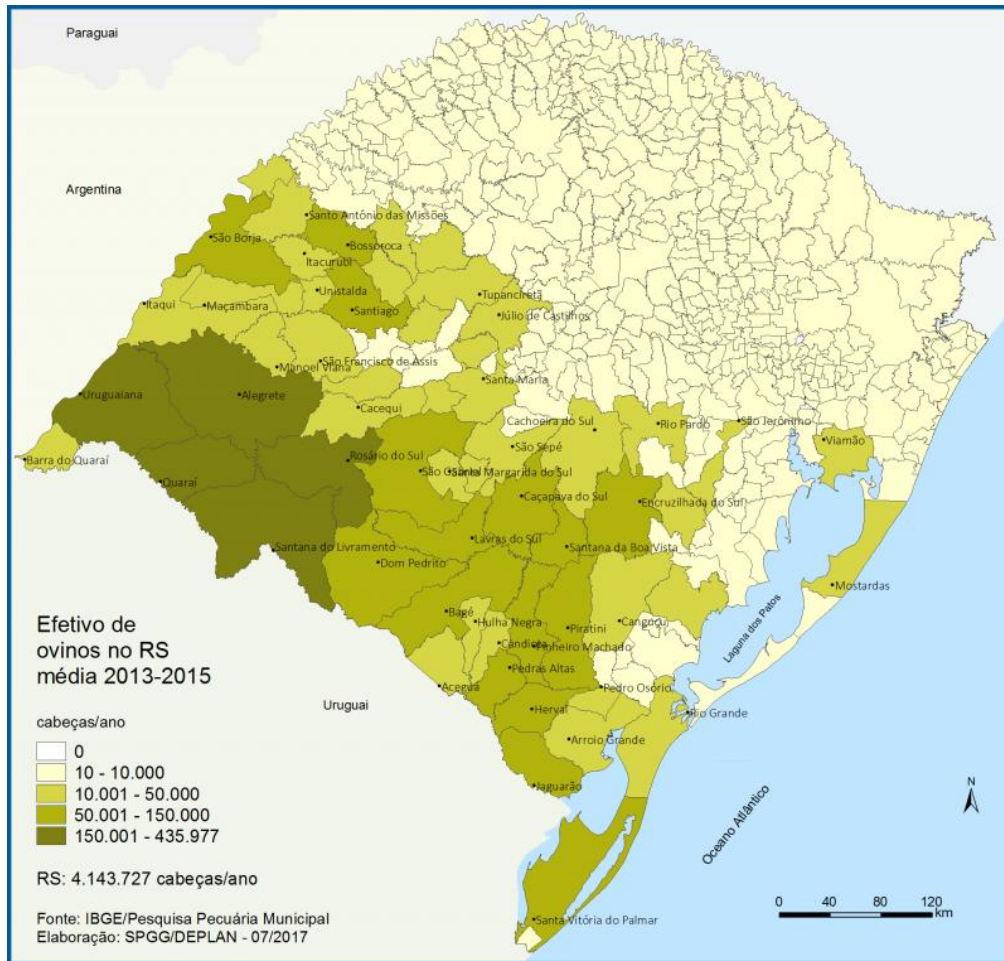 Paraguai
Argentina
Santo Antônio das Missões
São Borja
Bossoroca
Itacurubi
Unistalda
Tupanciretã
Itaqui
Maçambara
Santiago
Júlio de Castilhos
São Francisco de Assis
Manoel Viana
Santa Maria
Uruguaiana
Alegrete
Cacequi
Cachoeira do Sul
Rio Pardo
São Jerônimo
Viamão
São Sepé
Barra do Quaraí
Rosário do Sul
São Gabriel
Santa Margarida do Sul
Quaraí
Caçapava do Sul
Encruzilhada do Sul
Lavras do Sul
Santana da Boa Vista
Santana do Livramento
Dom Pedrito
Mostardas
Bagé
Hulha Negra
Piratini
Canguçu
Laguna dos Patos
Candiota
Pinheiro Machado
Pedras Altas
Aceguá
Pedro Osório
Herval
Rio Grande
Uruguai
Arroio Grande
Jaguarão
Oceano Atlântico
Santa Vitória do Palmar
Efetivo de
ovinos no RS
média 2013-2015
cabeças/ano
0
10 - 10.000
10.001 - 50.000
50.001 - 150.000
150.001 - 435.977
RS: 4.143.727 cabeças/ano
Fonte: IBGE/Pesquisa Pecuária Municipal
Elaboração: SPGG/DEPLAN - 07/2017
N
0 20 40 80 120
km